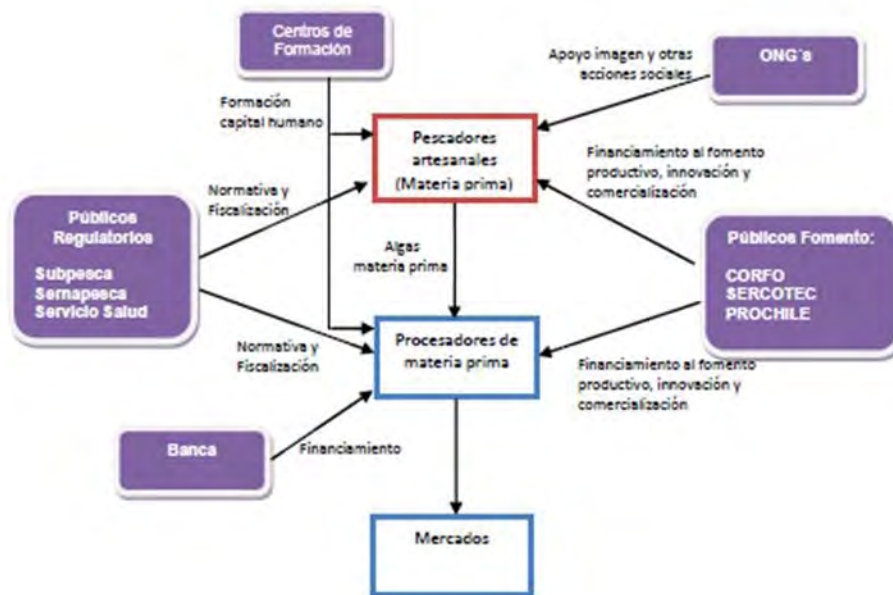 Centros de
Formación
Apoyo imagen y otras
acciones sociales
ONG´s
Formación
capital humano
Pescadores
artesanales
(Materia prima)
Normativa y
Fiscalización
Financiamiento al fomento
productivo, innovación y
comercialización
Públicos
Regulatorios
Subpesca
Sernapesca
Servicio Salud
Algas
materia prima
Públicos Fomento:
CORFO
SERCOTEC
PROCHILE
Normativa y
Fiscalización
Procesadores de
materia prima
Financiamiento al fomento
productivo, innovación y
comercialización
Banca
Financiamiento
Mercados